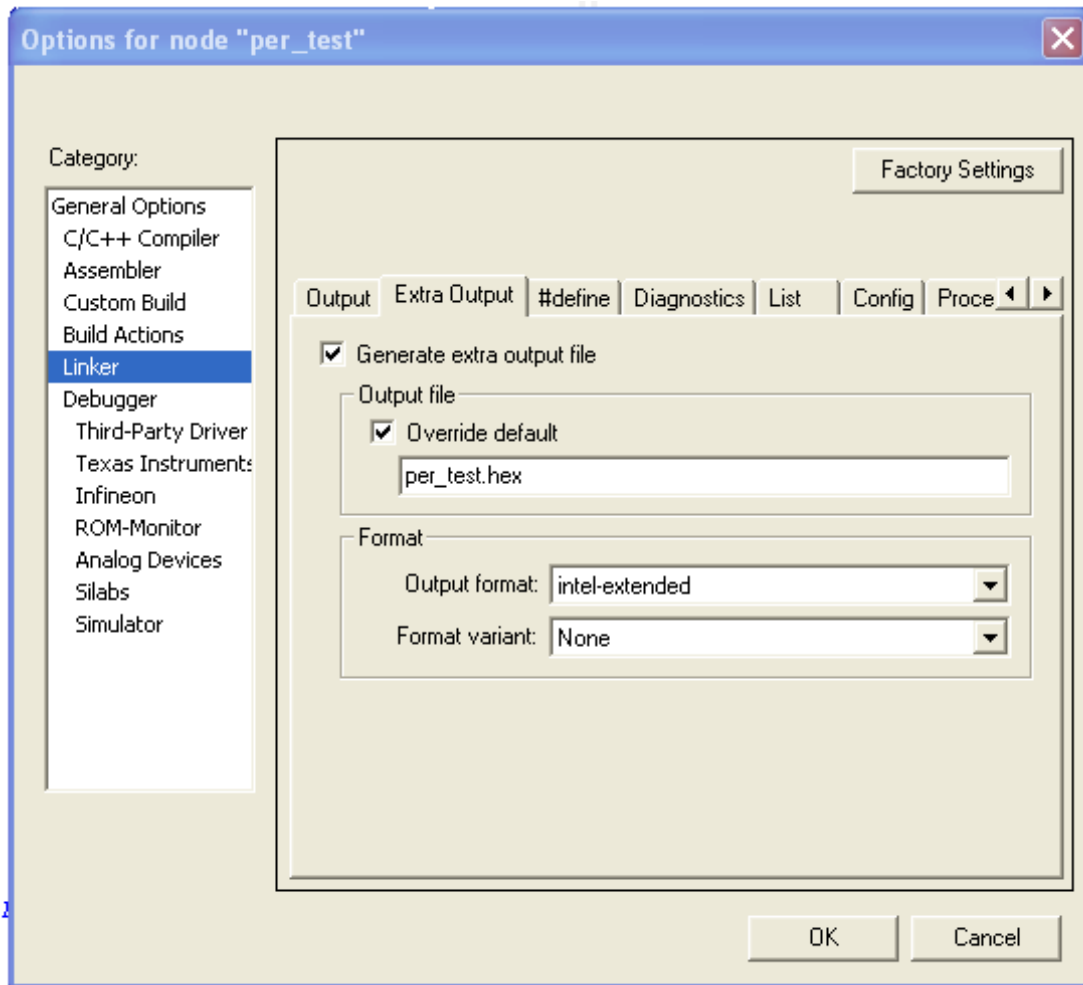 Options for node "per_test"
Category:
General Options
C/C++ Compiler
Assembler
Custom Build
Build Actions
Linker
Debugger
Third-Party Driver
Texas Instruments
Infineon
ROM-Monitor
Analog Devices
Silabs
Simulator
Factory Settings
Output Extra Output #define Diagnostics List Config Proce
Generate extra output file
Output file
Override default
per_test.hex
Format
Output format: intel-extended
Format variant: None
OK Cancel